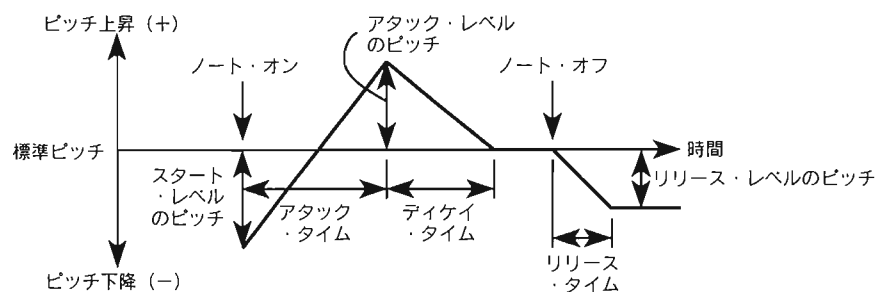 ピッチ上昇（+）
アタック・レベル
のピッチ
ノート・オン
ノート・オフ
標準ピッチ
時間
スタート
・レベル
のピッチ
アタック
・タイム
ディケイ
・タイム
リリース・レベルのピッチ
リリース
・タイム
ピッチ下降（−）